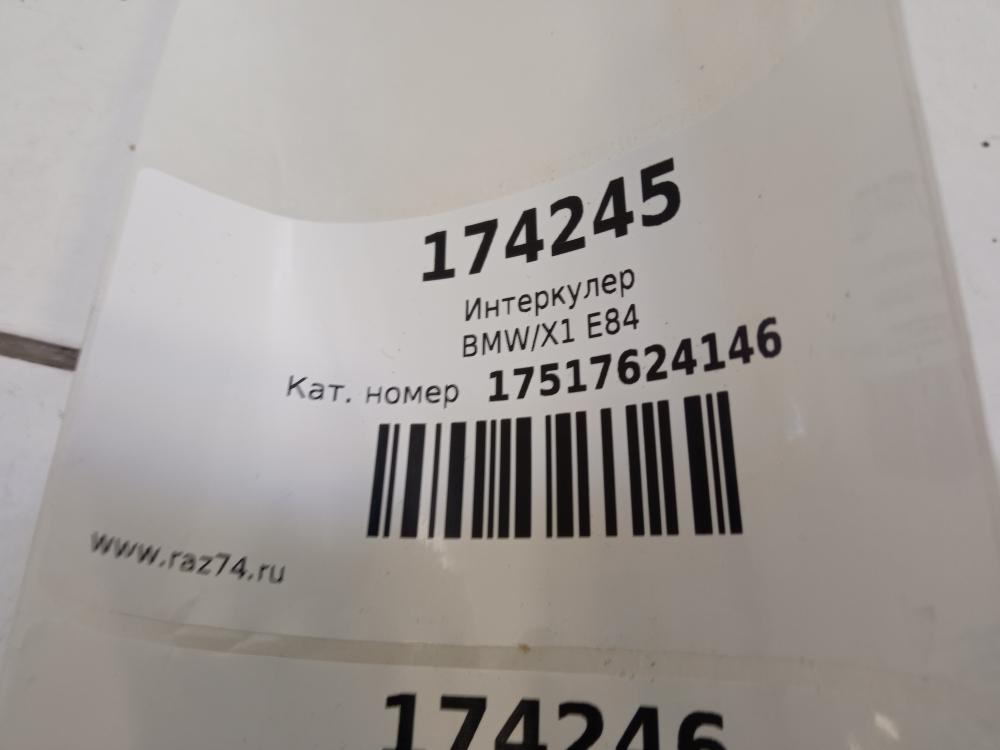 174245
Интеркулер
BMW/X1 E84
Кат. номер 17517624146
www.raz74.ru
174246